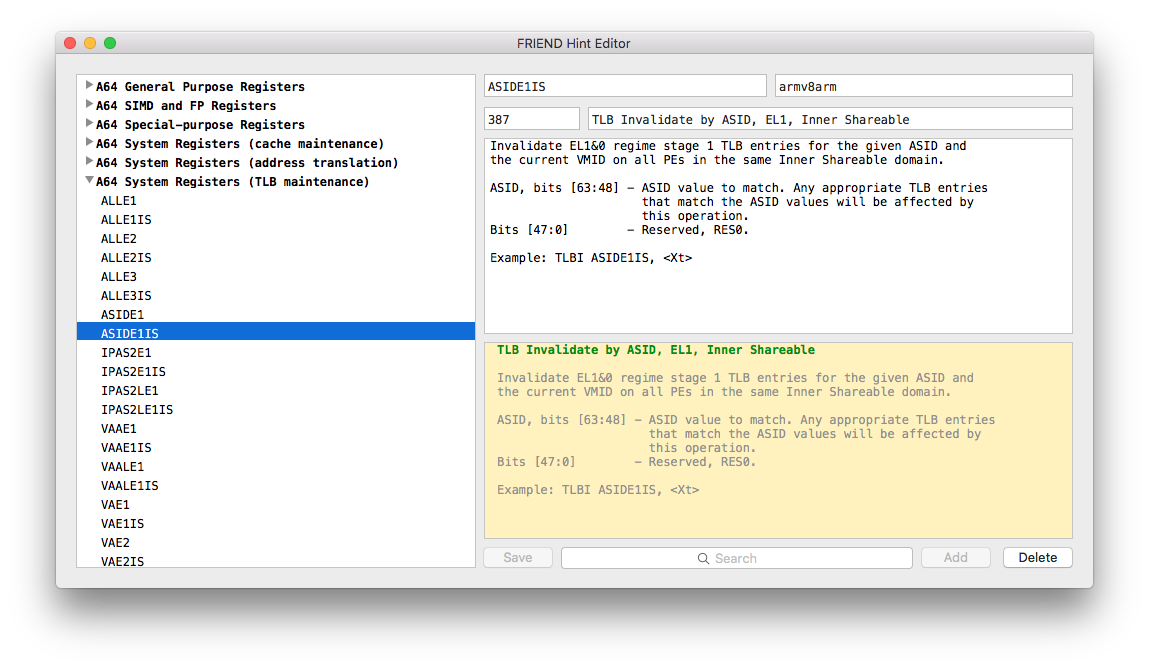 FRIEND Hint Editor
A64 General Purpose Registers
A64 SIMD and FP Registers
A64 Special-purpose Registers
A64 System Registers (cache maintenance)
A64 System Registers (address translation)
A64 System Registers (TLB maintenance)
ALLE1
ALLE1IS
ALLE2
ALLE2IS
ALLE3
ALLE3IS
ASIDE1
ASIDE1IS
IPAS2E1
IPAS2E1IS
IPAS2LE1
IPAS2LE1IS
VAAE1
VAAE1IS
VAALE1
VAALE1IS
VAE1
VAE1IS
VAE2
VAE2IS
ASIDE1IS armv8arm
387 TLB Invalidate by ASID, EL1, Inner Shareable
Invalidate EL1&0 regime stage 1 TLB entries for the given ASID and
the current VMID on all PEs in the same Inner Shareable domain.
ASID, bits [63:48] – ASID value to match. Any appropriate TLB entries
that match the ASID values will be affected by
this operation.
Bits [47:0] – Reserved, RES0.
Example: TLBI ASIDE1IS, <Xt>
TLB Invalidate by ASID, EL1, Inner Shareable
Invalidate EL1&0 regime stage 1 TLB entries for the given ASID and
the current VMID on all PEs in the same Inner Shareable domain.
ASID, bits [63:48] – ASID value to match. Any appropriate TLB entries
that match the ASID values will be affected by
this operation.
Bits [47:0] – Reserved, RES0.
Example: TLBI ASIDE1IS, <Xt>
Save Search Add Delete